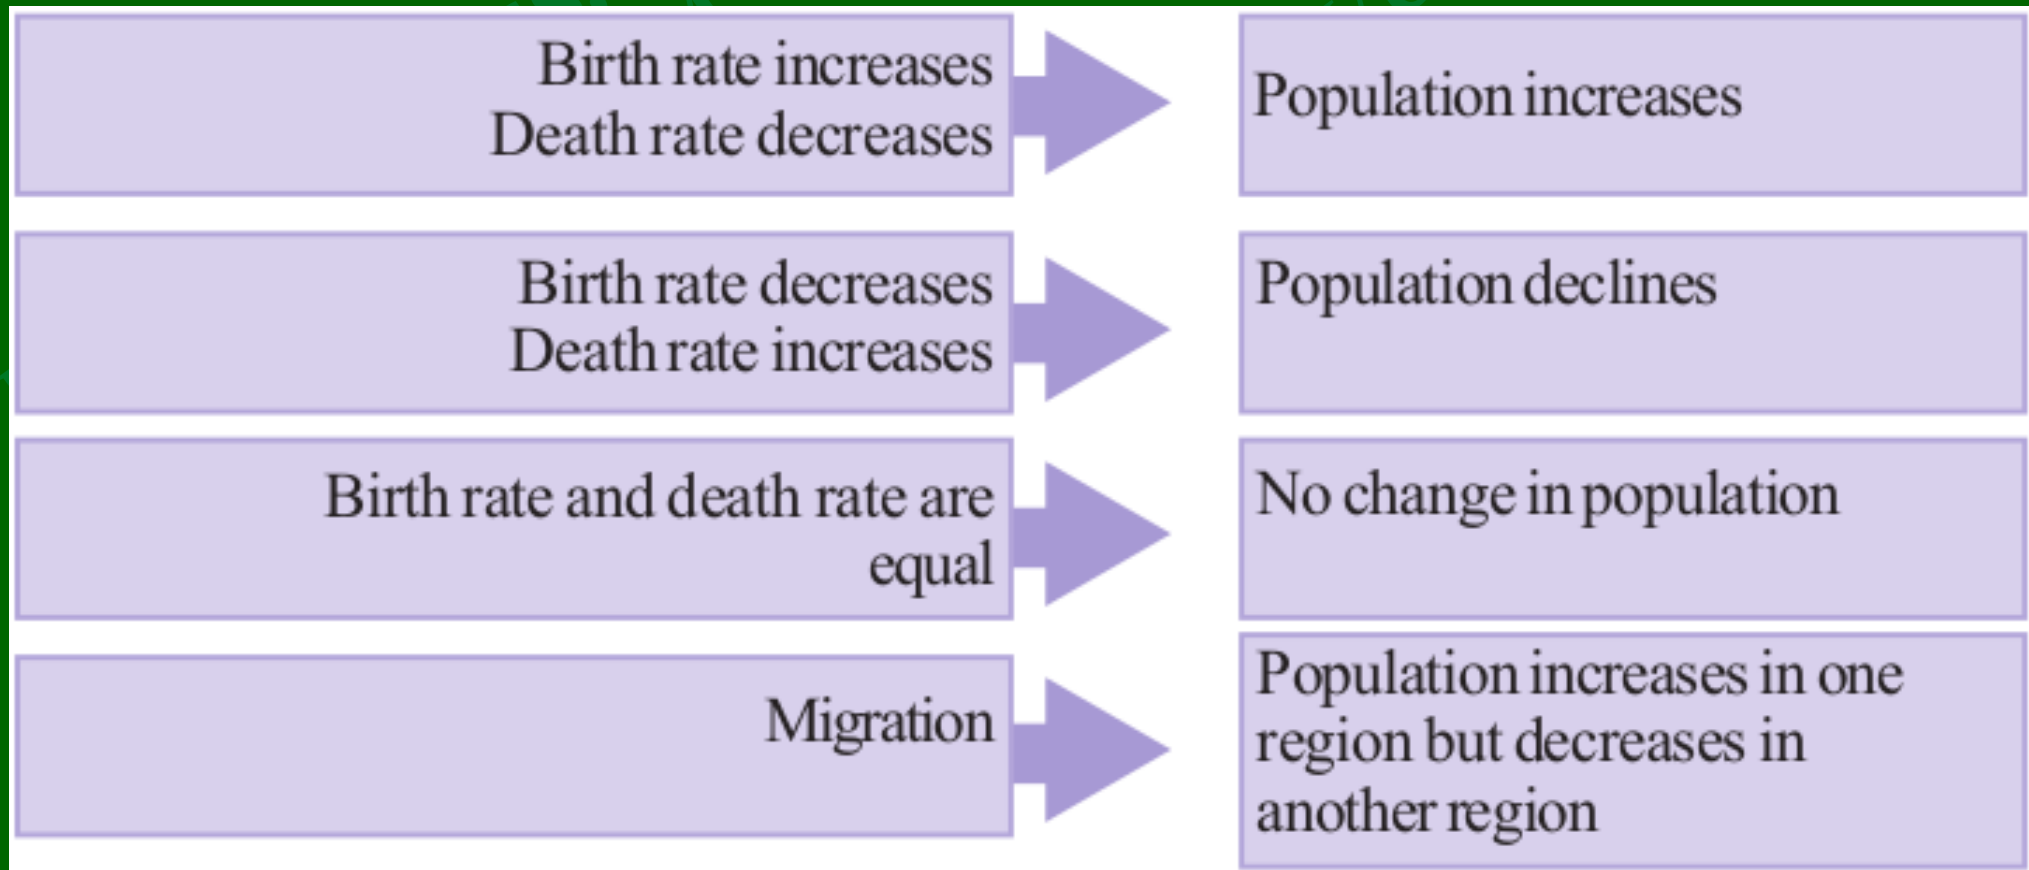 Birth rate increases
Death rate decreases
Population increases
Birth rate decreases
Death rate increases
Population declines
Birth rate and death rate are
equal
No change in population
Migration
Population increases in one
region but decreases in
another region